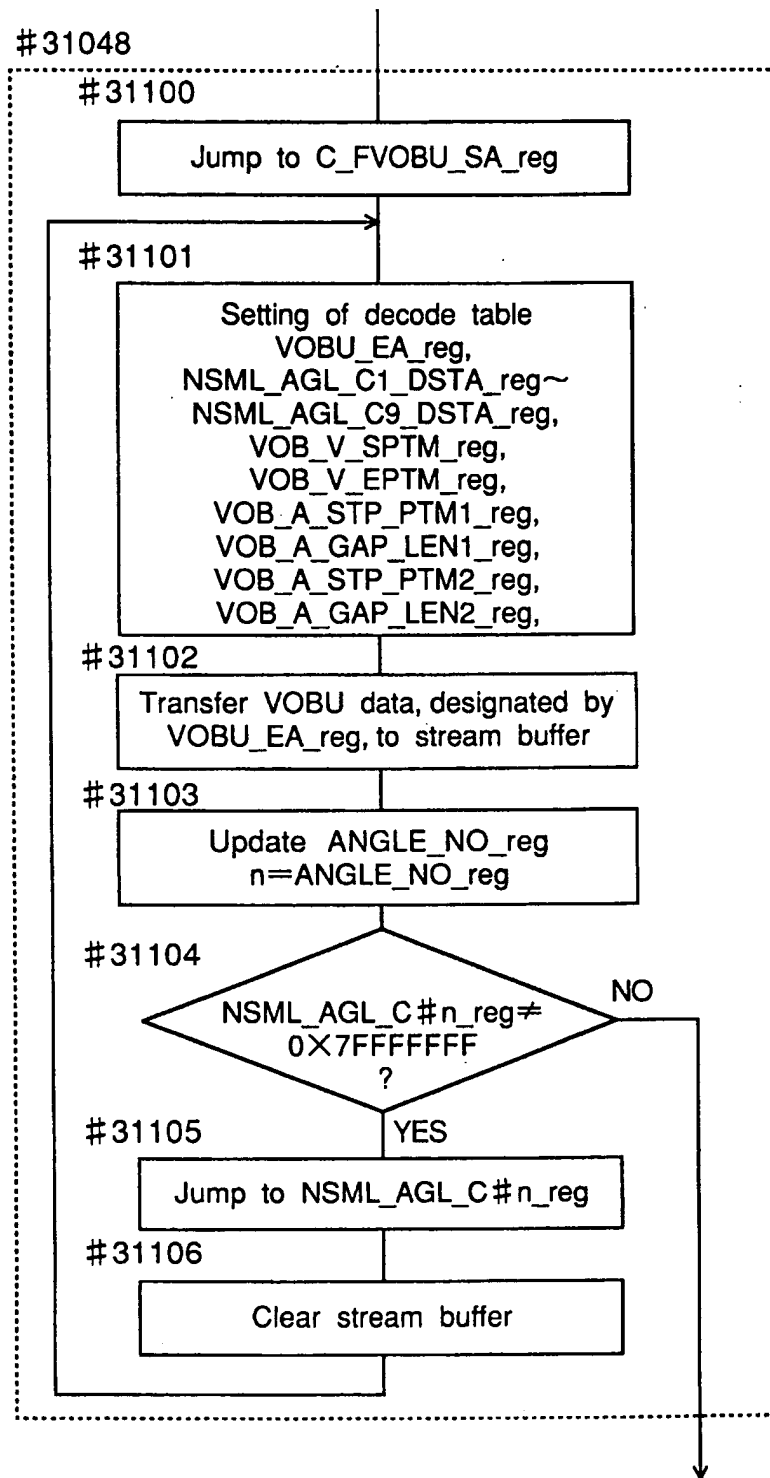 #31048
#31100
Jump to C_FVOBU_SA_reg
#31101
Setting of decode table
VOBU_EA_reg,
NSML_AGL_C1_DSTA_reg~
NSML_AGL_C9_DSTA_reg,
VOB_V_SPTM_reg,
VOB_V_EPTM_reg,
VOB_A_STP_PTM1_reg,
VOB_A_GAP_LEN1_reg,
VOB_A_STP_PTM2_reg,
VOB_A_GAP_LEN2_reg,
#31102
Transfer VOBU data, designated by
VOBU_EA_reg, to stream buffer
#31103
Update ANGLE_NO_reg
n=ANGLE_NO_reg
#31104
NSML_AGL_C#n_reg≠
0×7FFFFFFF
?
NO
YES
#31105
Jump to NSML_AGL_C#n_reg
#31106
Clear stream buffer